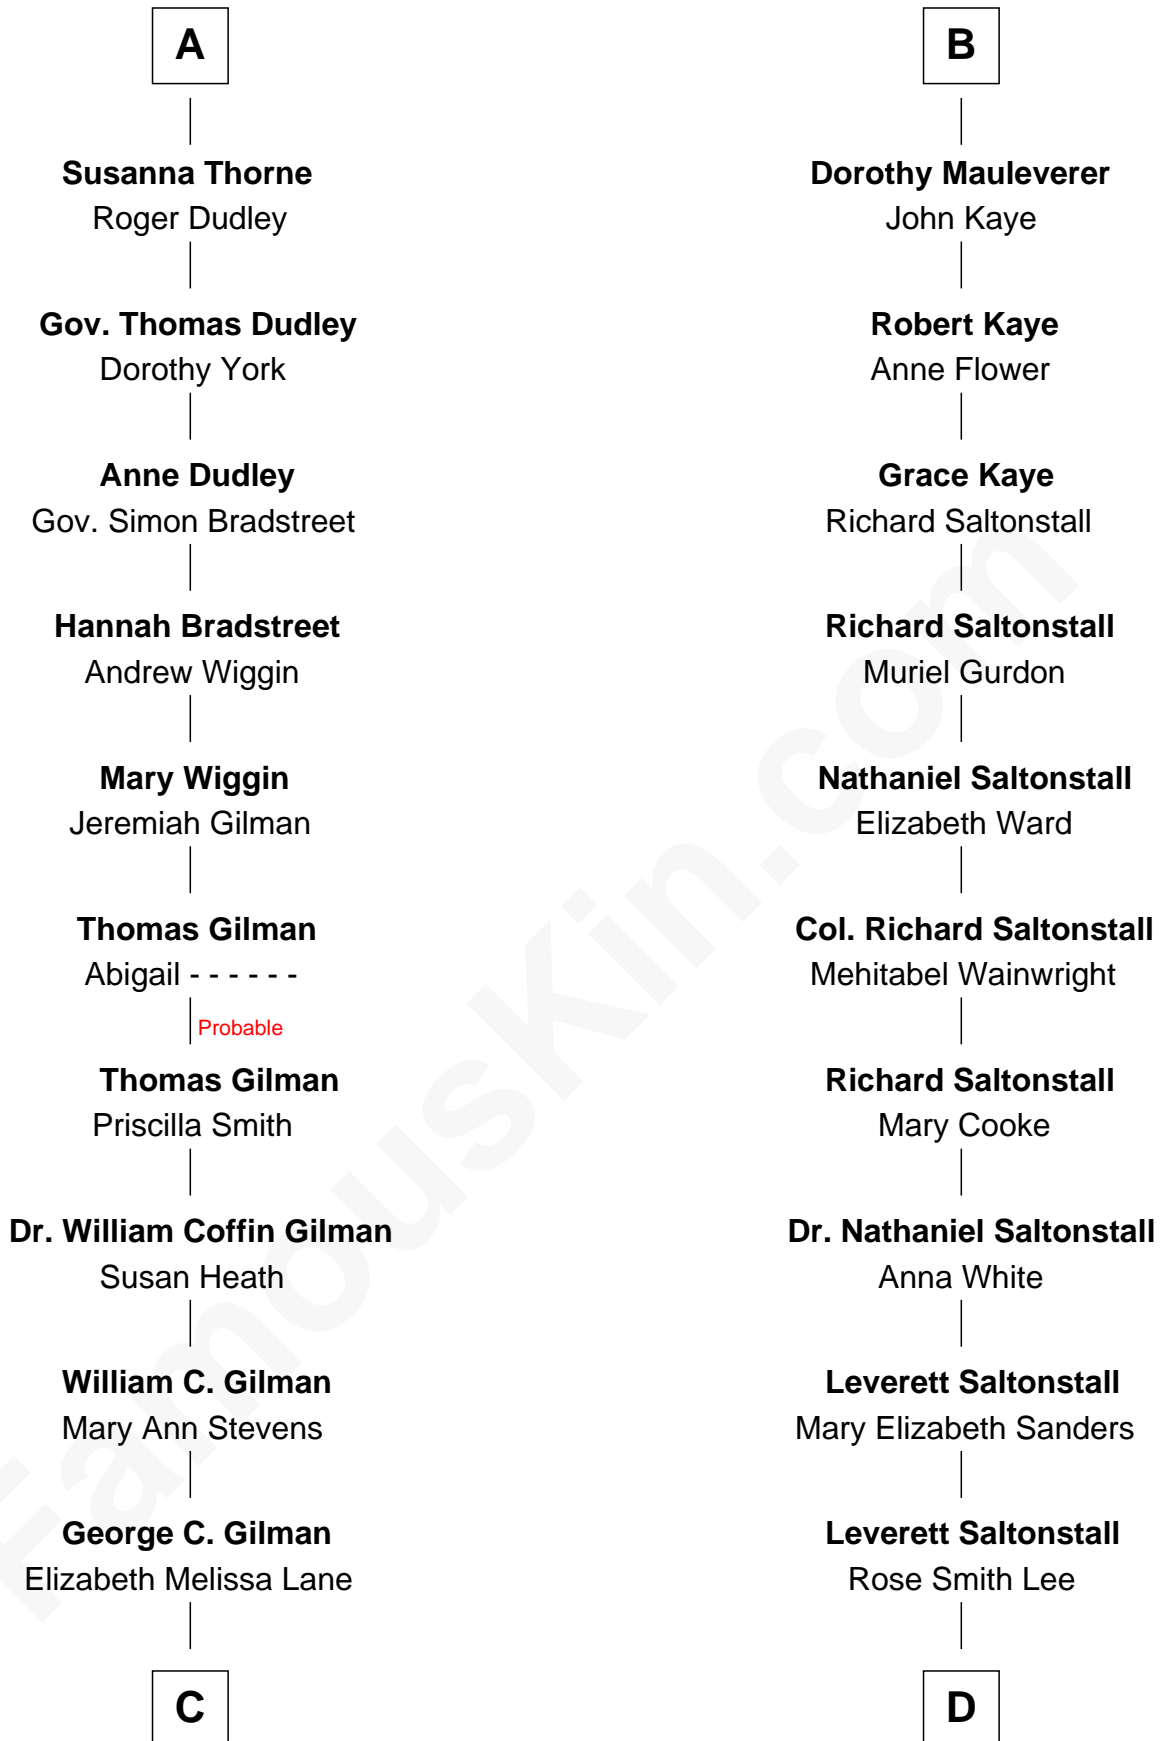 A
Susanna Thorne
Roger Dudley
Gov. Thomas Dudley
Dorothy York
Anne Dudley
Gov. Simon Bradstreet
Hannah Bradstreet
Andrew Wiggin
Mary Wiggin
Jeremiah Gilman
Thomas Gilman
Abigail - - - - - -
Probable
Thomas Gilman
Priscilla Smith
Dr. William Coffin Gilman
Susan Heath
William C. Gilman
Mary Ann Stevens
George C. Gilman
Elizabeth Melissa Lane
C
B
Dorothy Mauleverer
John Kaye
Robert Kaye
Anne Flower
Grace Kaye
Richard Saltonstall
Richard Saltonstall
Muriel Gurdon
Nathaniel Saltonstall
Elizabeth Ward
Col. Richard Saltonstall
Mehitabel Wainwright
Richard Saltonstall
Mary Cooke
Dr. Nathaniel Saltonstall
Anna White
Leverett Saltonstall
Mary Elizabeth Sanders
Leverett Saltonstall
Rose Smith Lee
D
FamousKin.com